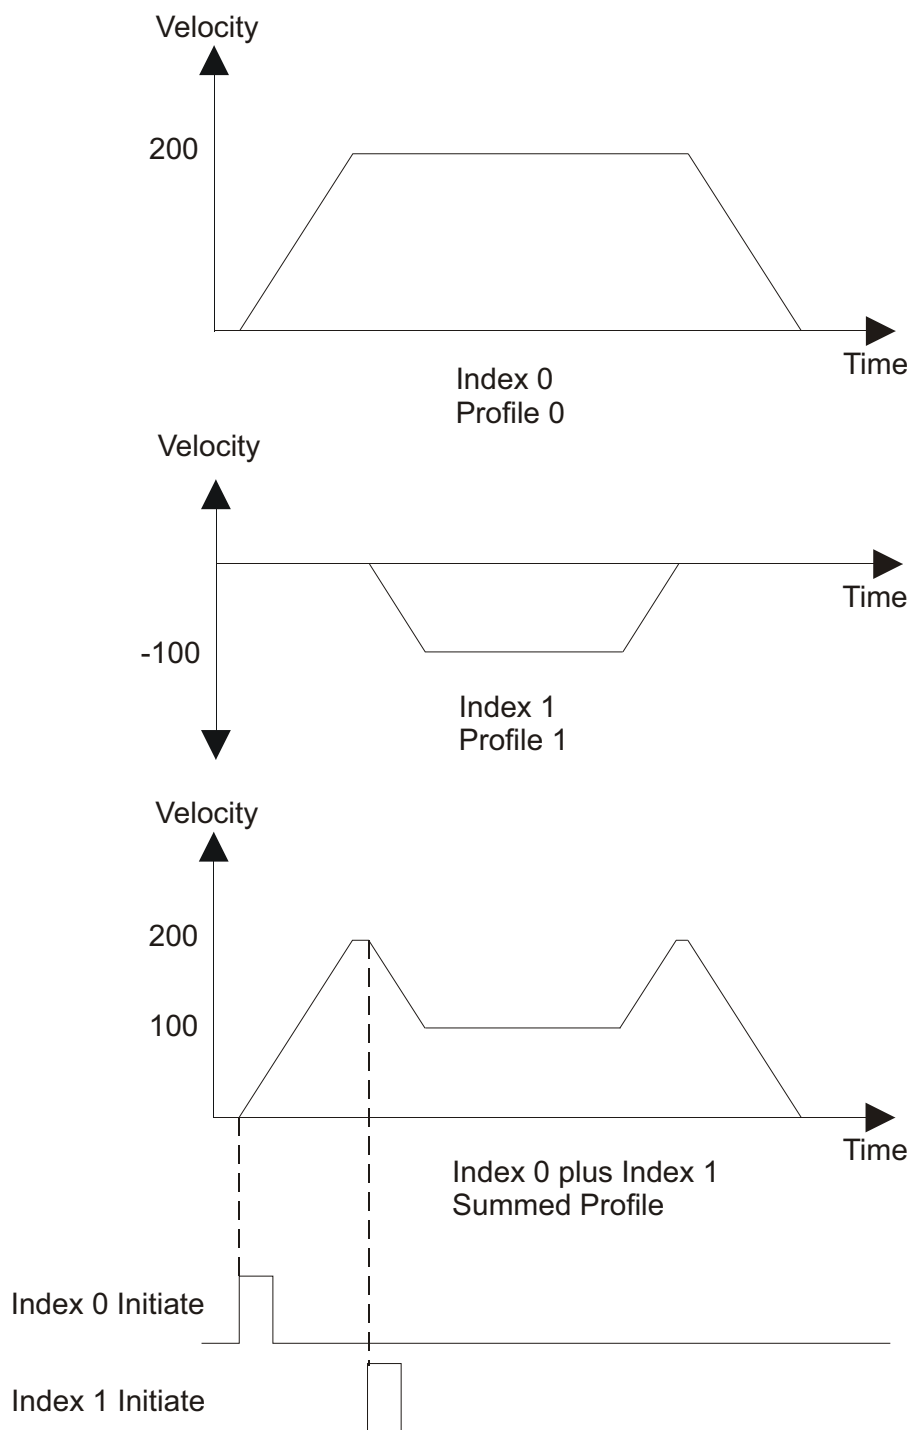 Velocity
200
Time
Index 0
Profile 0
Velocity
Time
-100
Index 1
Profile 1
Velocity
200
100
Time
Index 0 plus Index 1
Summed Profile
Index 0 Initiate
Index 1 Initiate